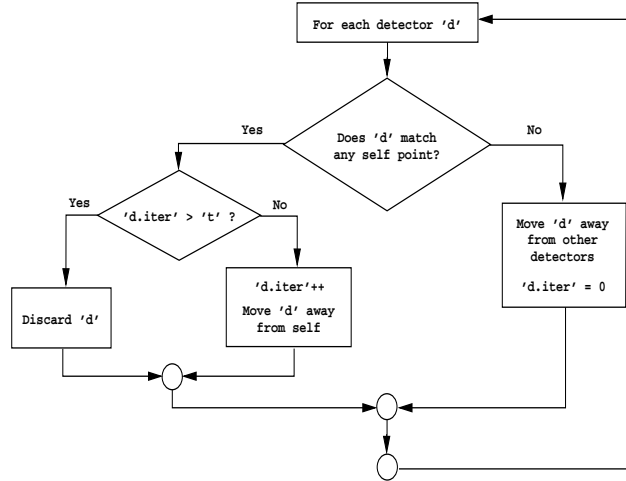 For each detector 'd'
Does 'd' match
any self point?
Yes
No
'd.iter' > 't' ?
Yes
No
Move 'd' away
from other
detectors
'd.iter' = 0
Discard 'd'
'd.iter'++
Move 'd' away
from self